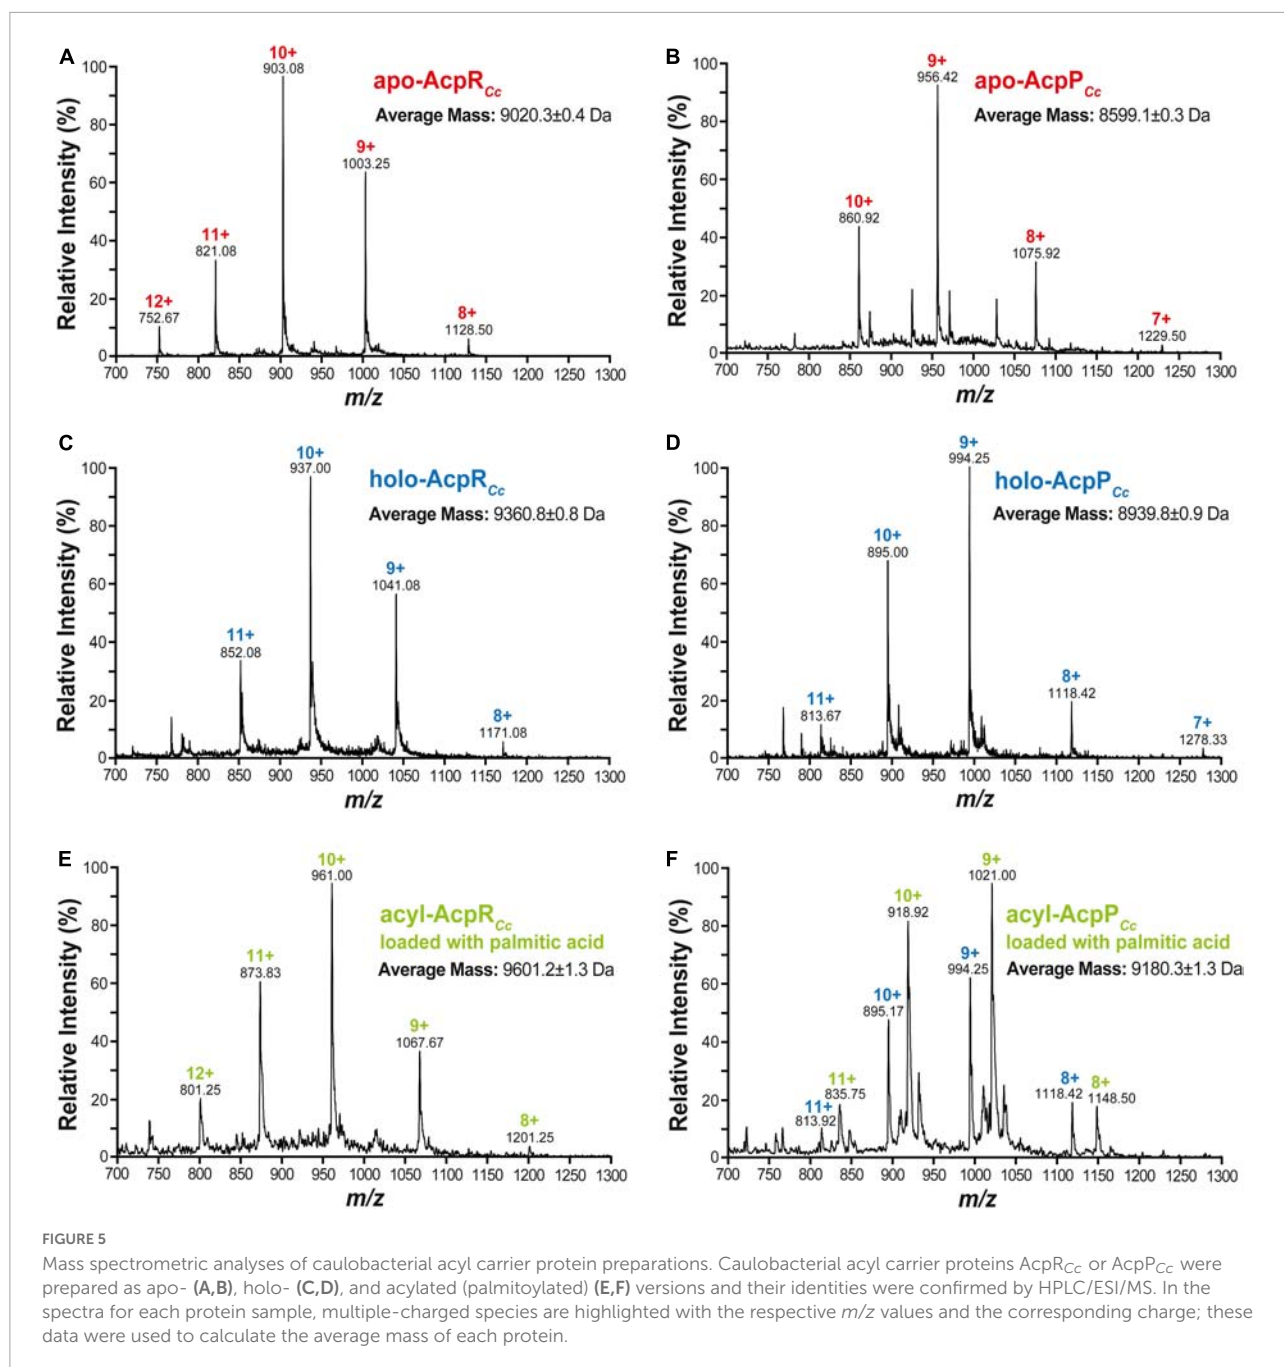 A
10+
903.08
apo-AcpR_Cc
Average Mass: 9020.3±0.4 Da
9+
1003.25
11+
821.08
12+
752.67
8+
1128.50
Relative Intensity (%)
100
80
60
40
20
0
700 750 800 850 900 950 1000 1050 1100 1150 1200 1300
m/z
B
9+
956.42
apo-AcpP_Cc
Average Mass: 8599.1±0.3 Da
10+
860.92
8+
1075.92
7+
1229.50
Relative Intensity (%)
100
80
60
40
20
0
700 750 800 850 900 950 1000 1050 1100 1150 1200 1300
m/z
C
10+
937.00
holo-AcpR_Cc
Average Mass: 9360.8±0.8 Da
9+
1041.08
11+
852.08
8+
1171.08
Relative Intensity (%)
100
80
60
40
20
0
700 750 800 850 900 950 1000 1050 1100 1150 1200 1300
m/z
D
9+
994.25
holo-AcpP_Cc
Average Mass: 8939.8±0.9 Da
10+
895.00
8+
1118.42
11+
813.67
7+
1278.33
Relative Intensity (%)
100
80
60
40
20
0
700 750 800 850 900 950 1000 1050 1100 1150 1200 1300
m/z
E
10+
961.00
acyl-AcpR_Cc
loaded with palmitic acid
Average Mass: 9601.2±1.3 Da
11+
873.83
9+
1067.67
12+
801.25
8+
1201.25
Relative Intensity (%)
100
80
60
40
20
0
700 750 800 850 900 950 1000 1050 1100 1150 1200 1300
m/z
F
9+
1021.00
10+
918.92
acyl-AcpP_Cc
loaded with palmitic acid
Average Mass: 9180.3±1.3 Da
9+
994.25
10+
895.17
11+
835.75
11+
813.92
8+
1118.42
8+
1148.50
Relative Intensity (%)
100
80
60
40
20
0
700 750 800 850 900 950 1000 1050 1100 1150 1200 1300
m/z
FIGURE 5
Mass spectrometric analyses of caulobacterial acyl carrier protein preparations. Caulobacterial acyl carrier proteins AcpR_Cc or AcpP_Cc were
prepared as apo- (A,B), holo- (C,D), and acylated (palmitoylated) (E,F) versions and their identities were confirmed by HPLC/ESI/MS. In the
spectra for each protein sample, multiple-charged species are highlighted with the respective m/z values and the corresponding charge; these
data were used to calculate the average mass of each protein.